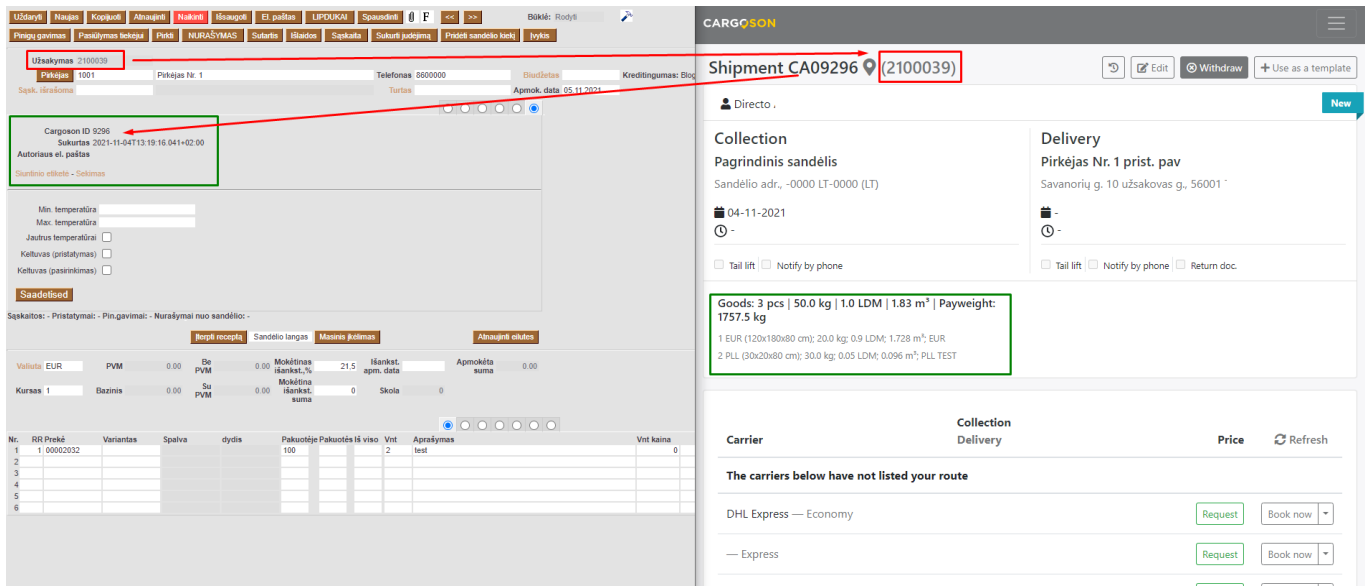 Uždaryti Naujas Kopijuoti Atnaujinti Naikinti Išsaugoti El. paštas LIPDUKAI Spausdinti F << >> Būklė: Rodyti
Pinigų gavimas Pasiūlymas tiekėjui Pirkti NURAŠYMAS Sutartis Išlaidos Sąskaita Sukurti judėjimą Pridėti sandėlio kiekį Įvykis
Užsakymas 2100039
Pirkėjas 1001 Pirkėjas Nr. 1 Telefonas 8600000 Biudžetas Kreditingumas: Blog
Sąsk. išrašoma Turtas Apmok. data 05.11.2021
Cargoson ID 9296
Sukurtas 2021-11-04T13:19:16.041+02:00
Autoriaus el. paštas
Siuntinio etiketė - Sekimas
Min. temperatūra
Max. temperatūra
Jautrus temperatūrai
Keltuvas (pristatymas)
Keltuvas (pasirinkimas)
Saadetised
Sąskaitos: - Pristatymai: - Pin.gavimai: - Nurašymai nuo sandėlio: -
Įterpti receptą Sandėlio langas Masinis įkėlimas Atnaujinti eilutes
Valiuta EUR PVM 0.00 Be PVM 0.00 Mokėtinas išankst.,% 21.5 Išankst. apm. data Apmokėta suma 0.00
Kursas 1 Bazinis 0.00 Su PVM 0.00 Mokėtina išankst. suma 0 Skola 0
Nr. RR Prekė Variantas Spalva dydis Pakuotėje Pakuotės Iš viso Vnt Aprašymas Vnt kaina
1 1 00002032 100 2 test 0
2
3
4
5
6
CARGOSON
Shipment CA09296 (2100039) Edit Withdraw Use as a template
Directo . New
Collection
Pagrindinis sandėlis
Sandėlio adr., -0000 LT-0000 (LT)
04-11-2021
-
Tail lift Notify by phone
Delivery
Pirkėjas Nr. 1 prist. pav
Savanorių g. 10 užsakovas g., 56001
-
-
Tail lift Notify by phone Return doc.
Goods: 3 pcs | 50.0 kg | 1.0 LDM | 1.83 m³ | Payweight:
1757.5 kg
1 EUR (120x180x80 cm); 20.0 kg; 0.9 LDM; 1.728 m³; EUR
2 PLL (30x20x80 cm); 30.0 kg; 0.05 LDM; 0.096 m³; PLL TEST
Collection
Carrier Delivery Price Refresh
The carriers below have not listed your route
DHL Express — Economy Request Book now
— Express Request Book now